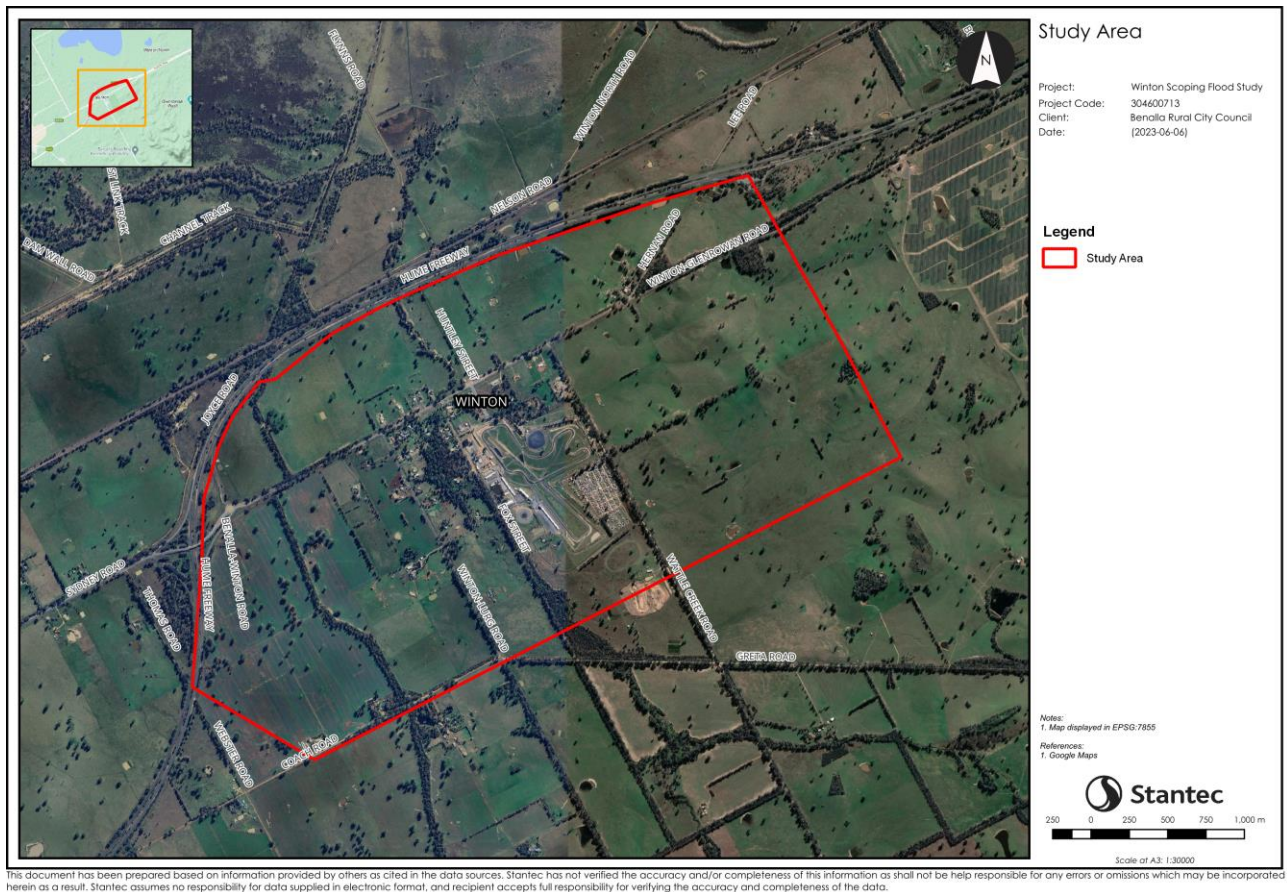 Study Area
Project: Winton Scoping Flood Study
Project Code: 304600713
Client: Benalla Rural City Council
Date: (2023-06-06)
Legend
Study Area
N
FLYNNS ROAD
WINTON NORTH ROAD
LEE ROAD
NELSON ROAD
CHANNEL TRACK
DAM WALL ROAD
HUME FREEWAY
HERNAN ROAD
WINTON-GLENROWAN ROAD
HUNTLEY STREET
JOYCE ROAD
WINTON
BENALLA-WINTON ROAD
FOX STREET
SYDNEY ROAD
THOMAS ROAD
HUME FREEWAY
WINTON-LURG ROAD
WATTLE CREEK ROAD
GRETA ROAD
WEBSTER ROAD
COACH ROAD
Notes:
1. Map displayed in EPSG:7855
References:
1. Google Maps
Stantec
250 0 250 500 750 1,000 m
Scale at A3: 1:30000
This document has been prepared based on information provided by others as cited in the data sources. Stantec has not verified the accuracy and/or completeness of this information as shall not be help responsible for any errors or omissions which may be incorporated
herein as a result. Stantec assumes no responsibility for data supplied in electronic format, and recipient accepts full responsibility for verifying the accuracy and completeness of the data.